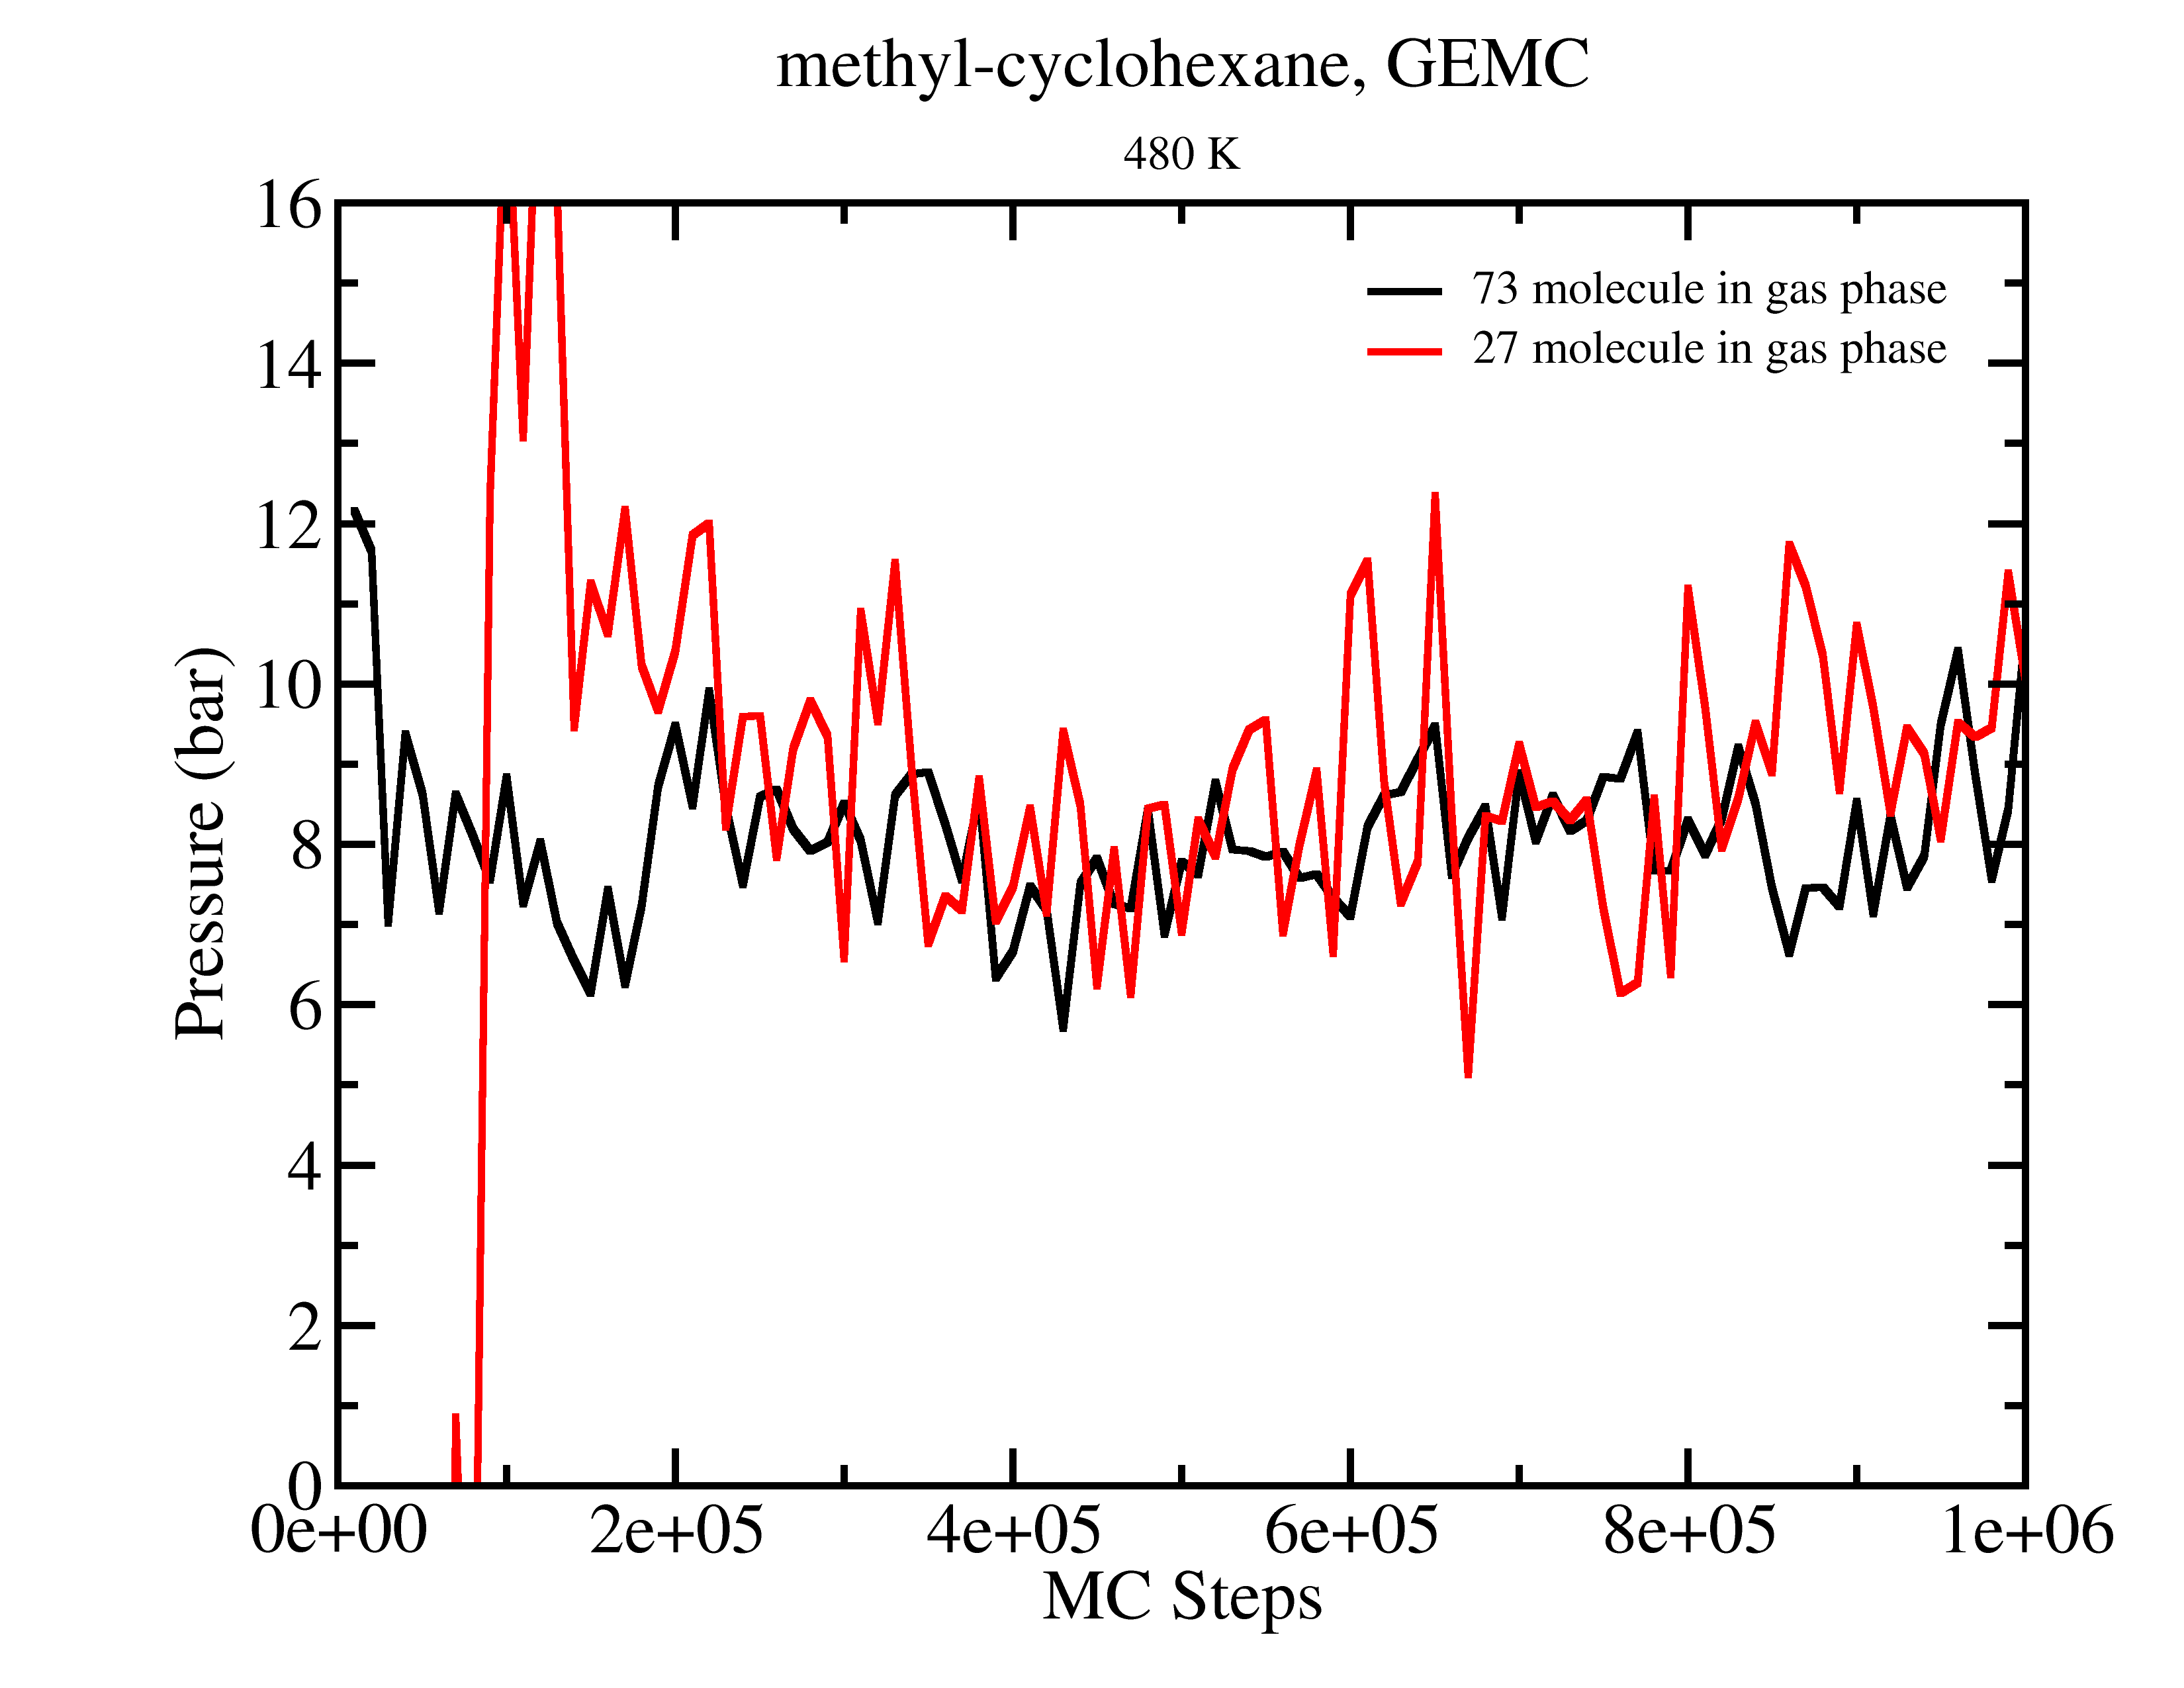 methyl-cyclohexane, GEMC
480 K
73 molecule in gas phase
27 molecule in gas phase
Pressure (bar)
16
14
12
10
8
6
4
2
0
0e+00 2e+05 4e+05 6e+05 8e+05 1e+06
MC Steps